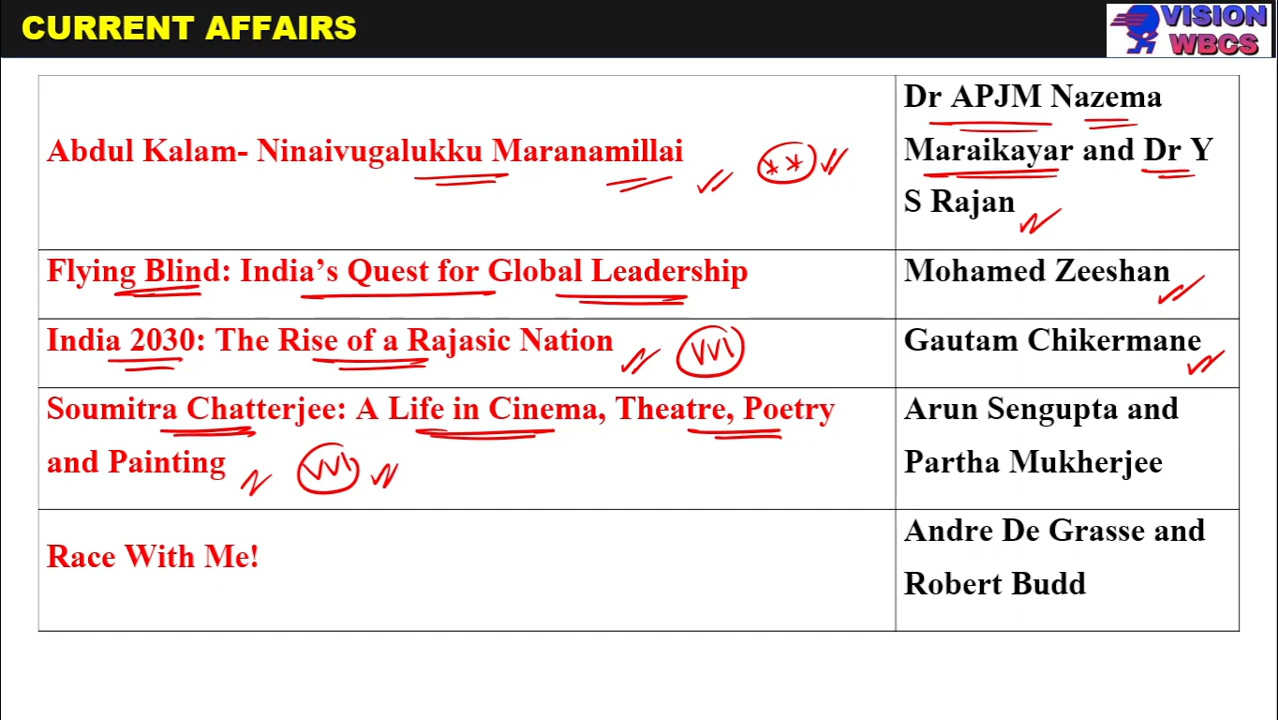 CURRENT AFFAIRS
VISION
WBCS
Abdul Kalam- Ninaivugalukku Maranamillai
**
Dr APJM Nazema
Maraikayar and Dr Y
S Rajan
Flying Blind: India’s Quest for Global Leadership
Mohamed Zeeshan
India 2030: The Rise of a Rajasic Nation
VVI
Gautam Chikermane
Soumitra Chatterjee: A Life in Cinema, Theatre, Poetry
and Painting
VVI
Arun Sengupta and
Partha Mukherjee
Race With Me!
Andre De Grasse and
Robert Budd